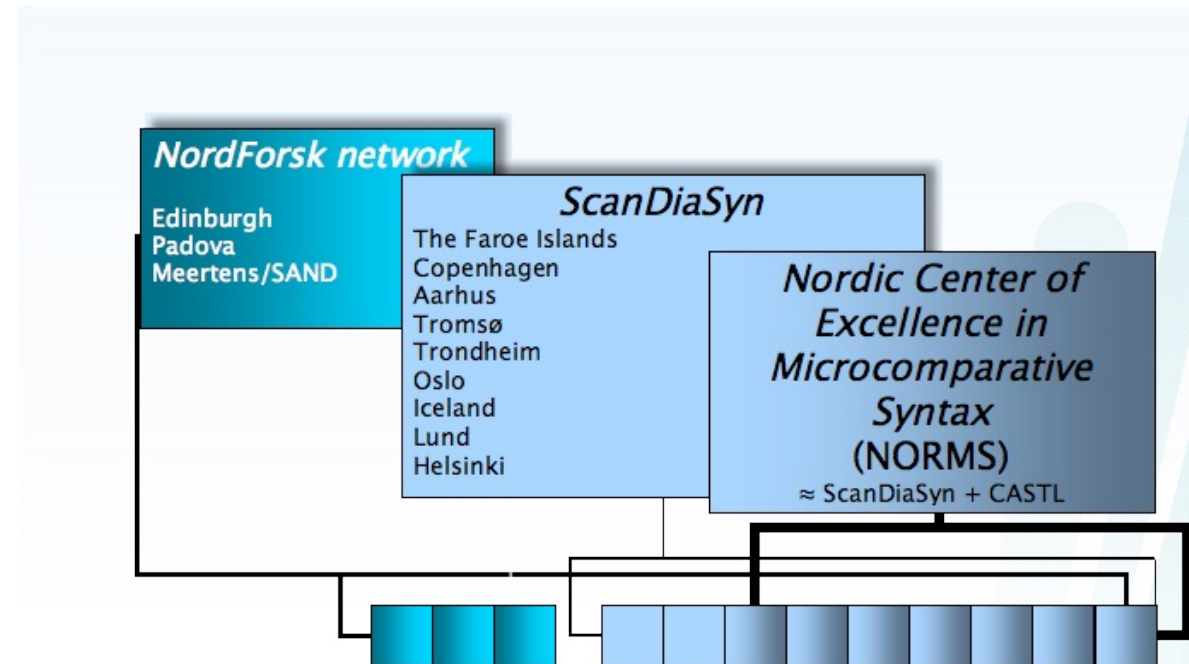 NordForsk network
Edinburgh
Padova
Meertens/SAND
ScanDiaSyn
The Faroe Islands
Copenhagen
Aarhus
Tromsø
Trondheim
Oslo
Iceland
Lund
Helsinki
Nordic Center of
Excellence in
Microcomparative
Syntax
(NORMS)
≈ ScanDiaSyn + CASTL